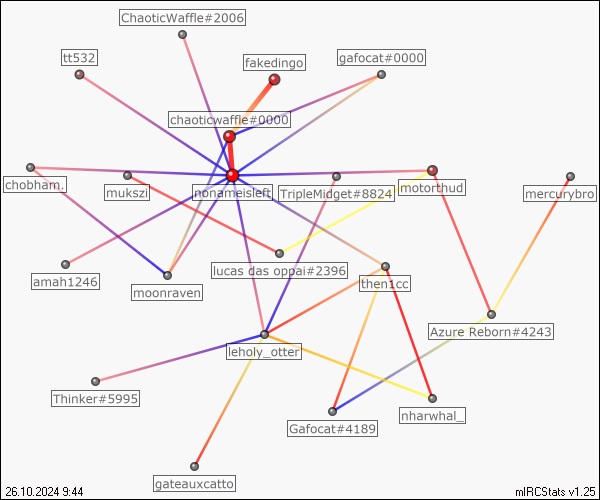 ChaoticWaffle#2006
tt532
fakedingo
gafocat#0000
chaoticwaffle#0000
chobham.
mukszi
nonameisleft
TripleMidget#8824
motorthud
mercurybro
amah1246
moonraven
lucas das oppai#2396
then1cc
leholy_otter
Azure Reborn#4243
Thinker#5995
Gafocat#4189
nharwhal_
gateauxcatto
26.10.2024 9:44
mIRCStats v1.25